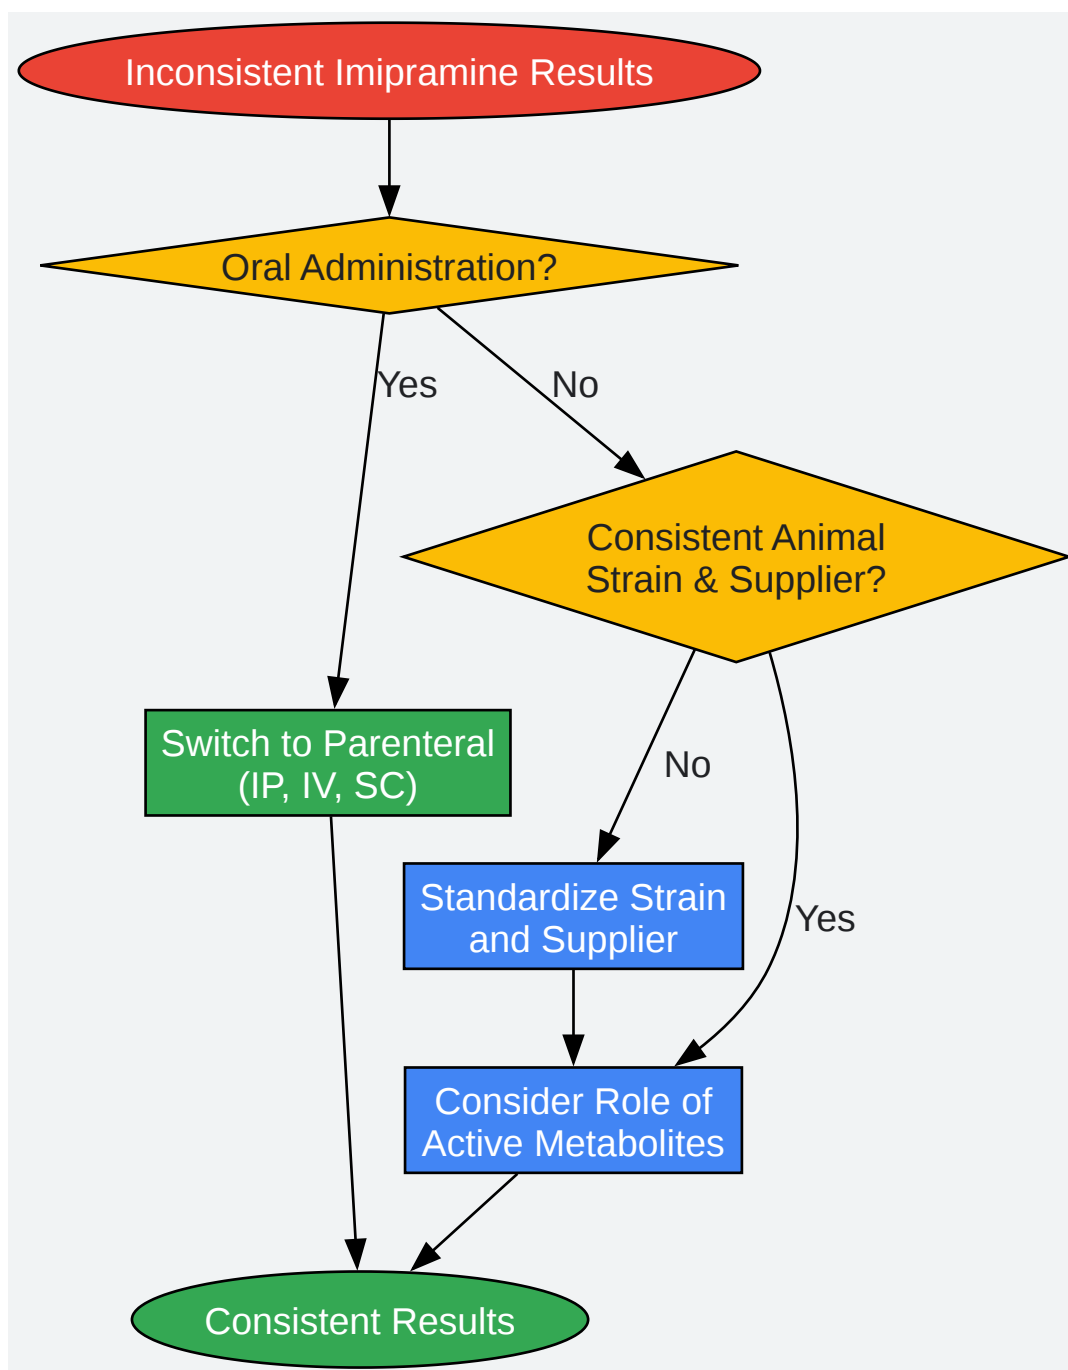 Inconsistent Imipramine Results
Oral Administration?
Yes
No
Consistent Animal
Strain & Supplier?
Switch to Parenteral
(IP, IV, SC)
No
Standardize Strain
and Supplier
Yes
Consider Role of
Active Metabolites
Consistent Results